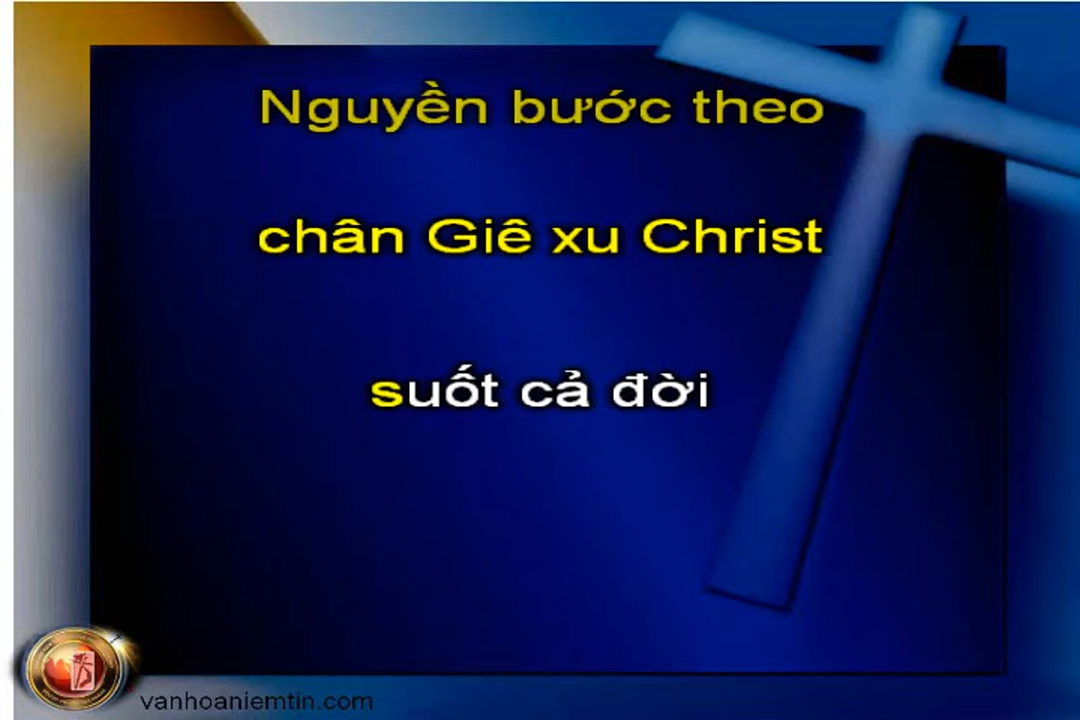 Nguyền bước theo
chân Giê xu Christ
suốt cả đời
vanhoaniemtin.com